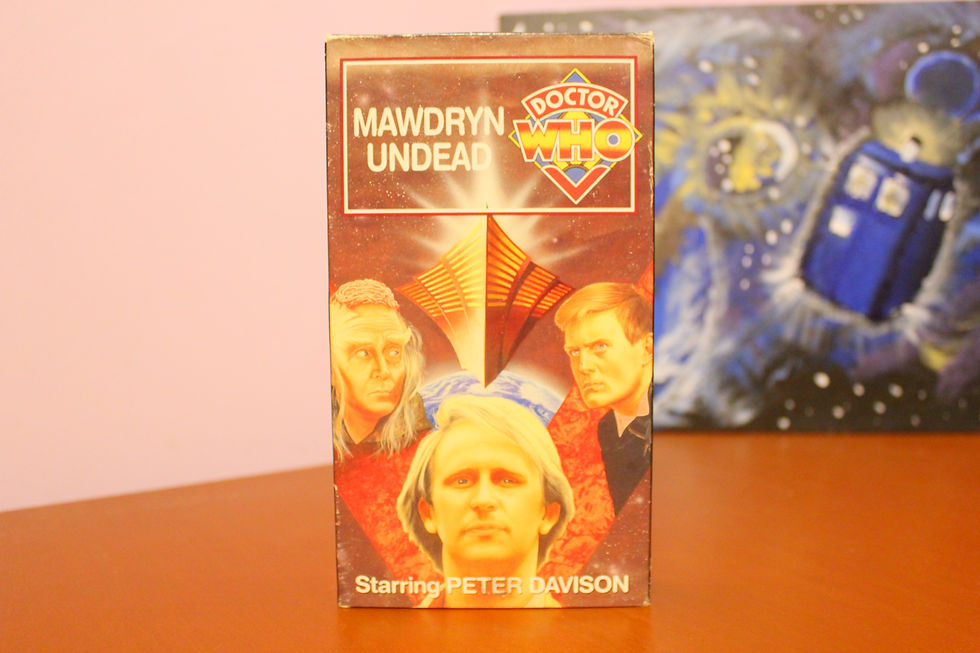 MAWDRYN
UNDEAD
DOCTOR
WHO
Starring PETER DAVISON